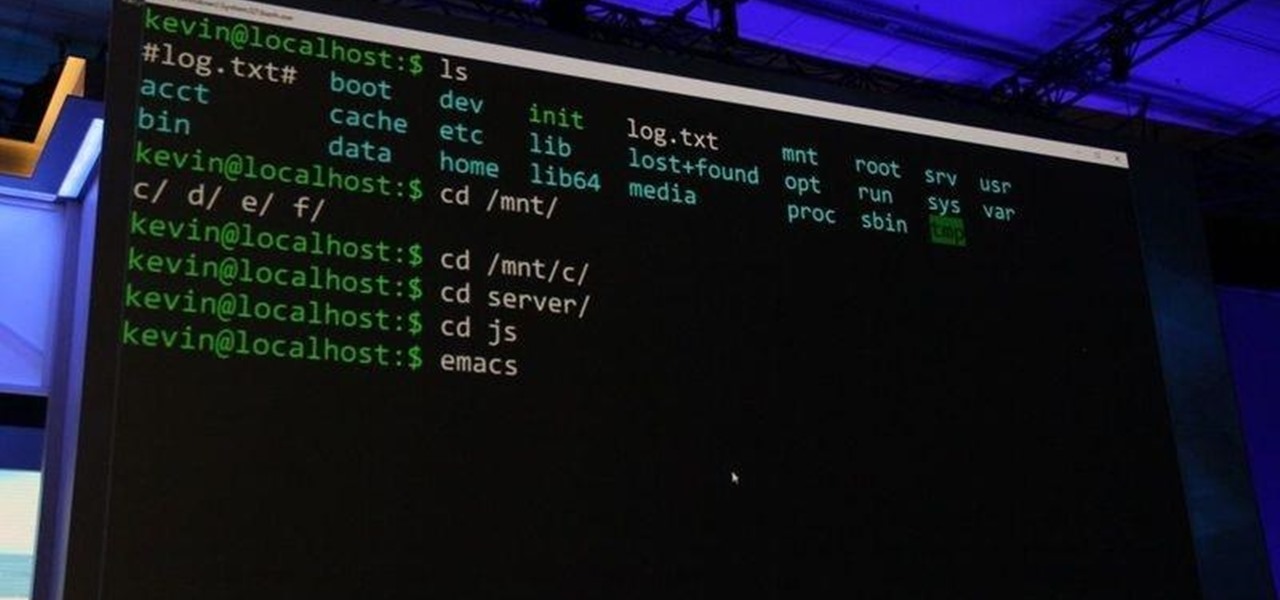 kevin@localhost:$ ls
#log.txt# boot dev init log.txt mnt root srv usr
acct cache etc lib lost+found opt run sys var
bin data home lib64 media proc sbin tmp
kevin@localhost:$ cd /mnt/
c/ d/ e/ f/
kevin@localhost:$ cd /mnt/c/
kevin@localhost:$ cd server/
kevin@localhost:$ cd js
kevin@localhost:$ emacs